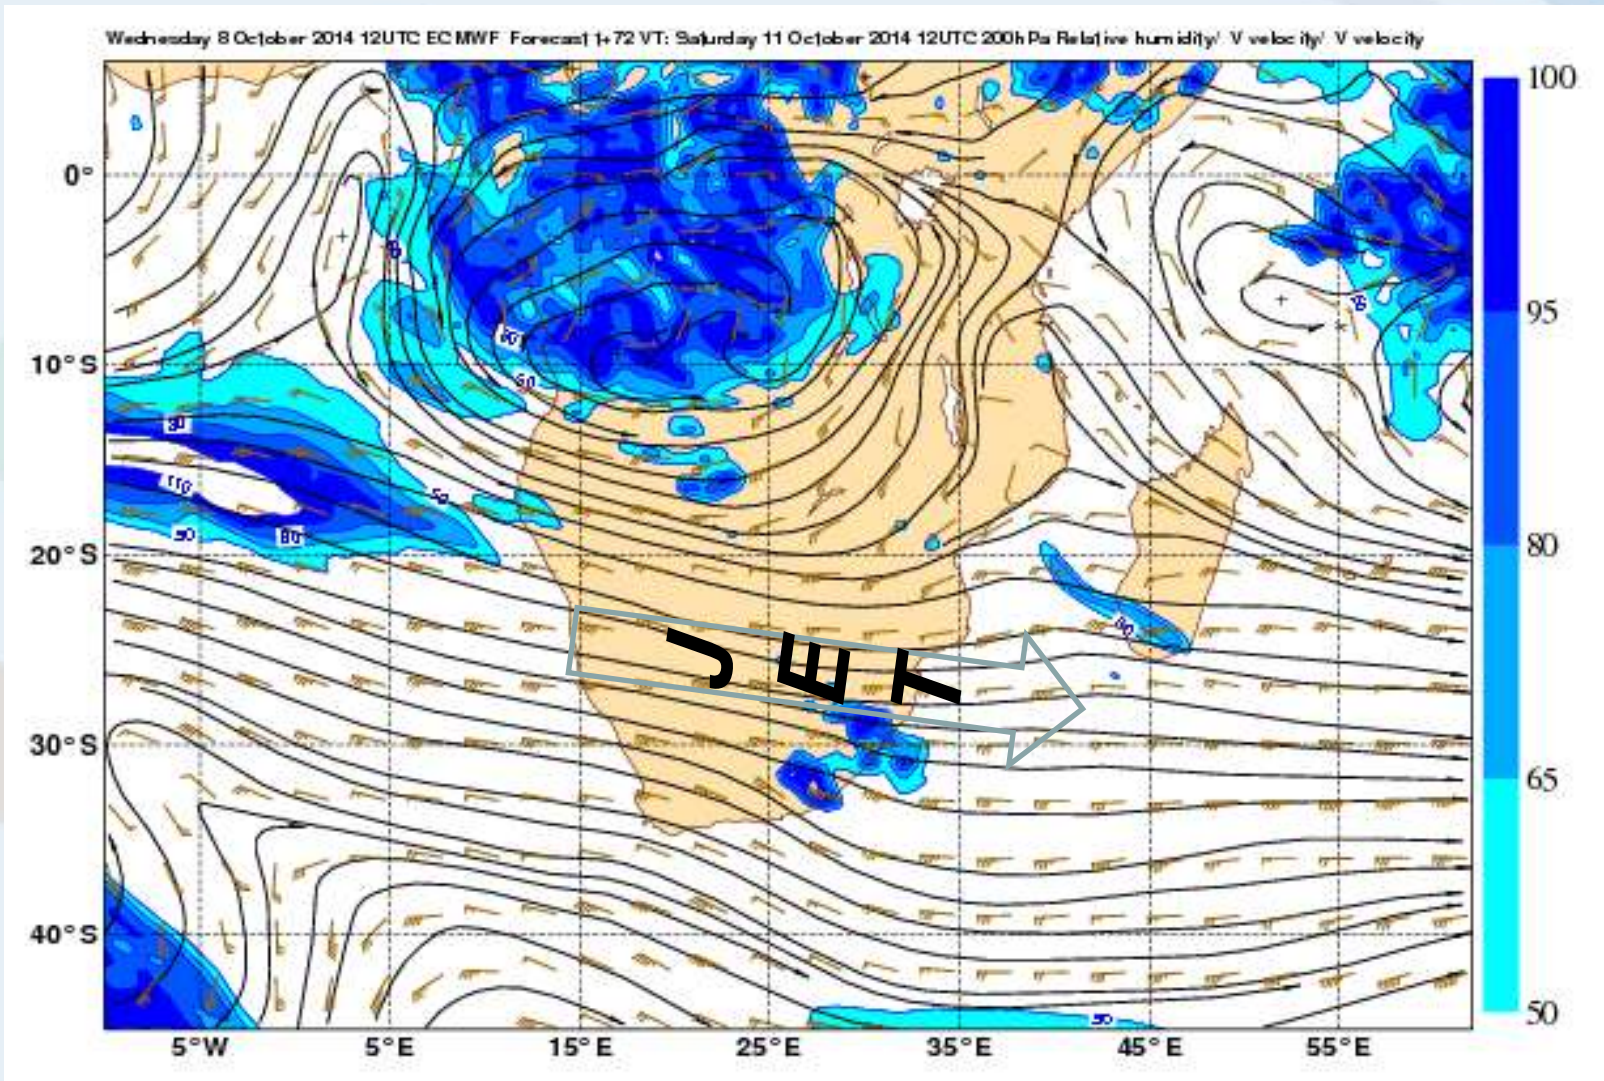 Wednesday 8 October 2014 12UTC ECMWF Forecast t+72 VT: Saturday 11 October 2014 12UTC 200hPa Relative humidity/ V velocity/ V velocity
100
0°
95
80
10°S
60
80
110
50
50
80
80
20°S
JET
65
30°S
40°S
50
50
5°W 5°E 15°E 25°E 35°E 45°E 55°E